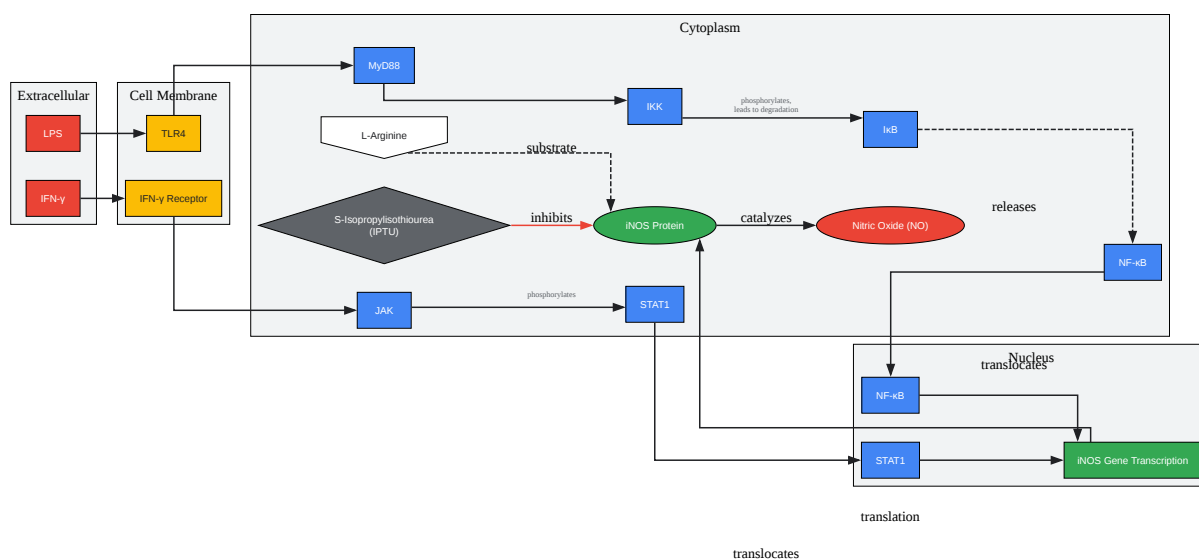 Cytoplasm
MyD88
Extracellular
Cell Membrane
IKK
phosphorylates,
leads to degradation
LPS
TLR4
L-Arginine
IκB
substrate
IFN-γ
IFN-γ Receptor
S-Isopropylisothiourea
(IPTU)
inhibits
iNOS Protein
catalyzes
Nitric Oxide (NO)
releases
NF-κB
JAK
phosphorylates
STAT1
Nucleus
translocates
NF-κB
STAT1
iNOS Gene Transcription
translation
translocates